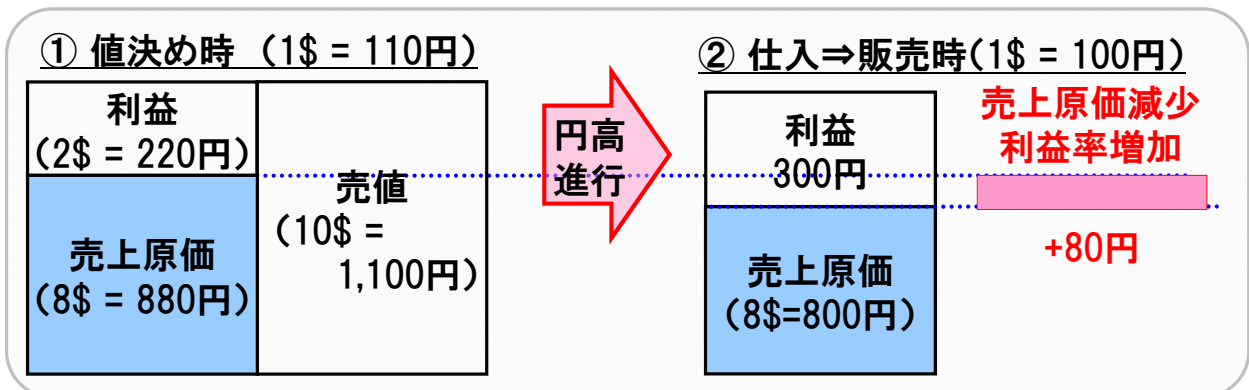 ① 値決め時 （1$ = 110円）
利益
（2$ = 220円）
売上原価
（8$ = 880円）
売値
（10$ =
1,100円）
円高
進行
② 仕入⇒販売時（1$ = 100円）
利益
300円
売上原価
（8$=800円）
売上原価減少
利益率増加
+80円